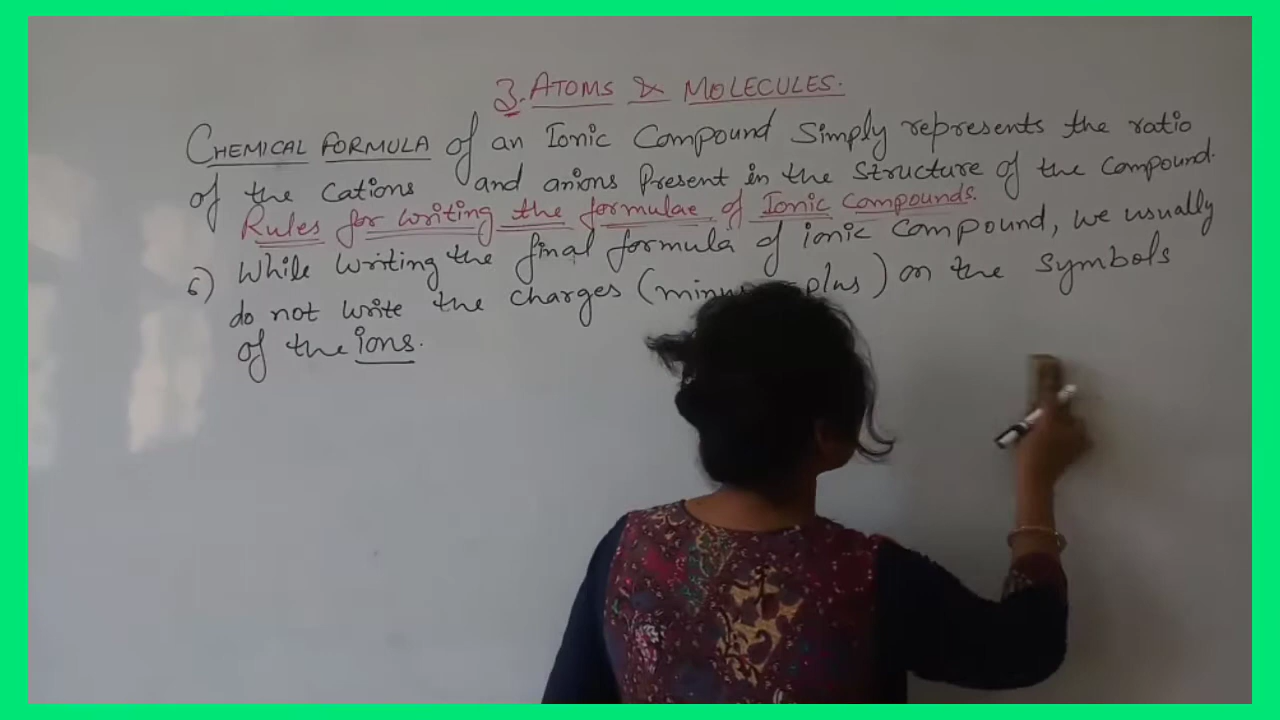 3. ATOMS & MOLECULES.
CHEMICAL FORMULA of an Ionic Compound Simply represents the ratio
of the Cations and anions Present in the structure of the compound.
Rules for writing the formulae of Ionic Compounds.
6) While writing the final formula of ionic compound, we usually
do not write the charges (minus plus) on the symbols
of the ions.